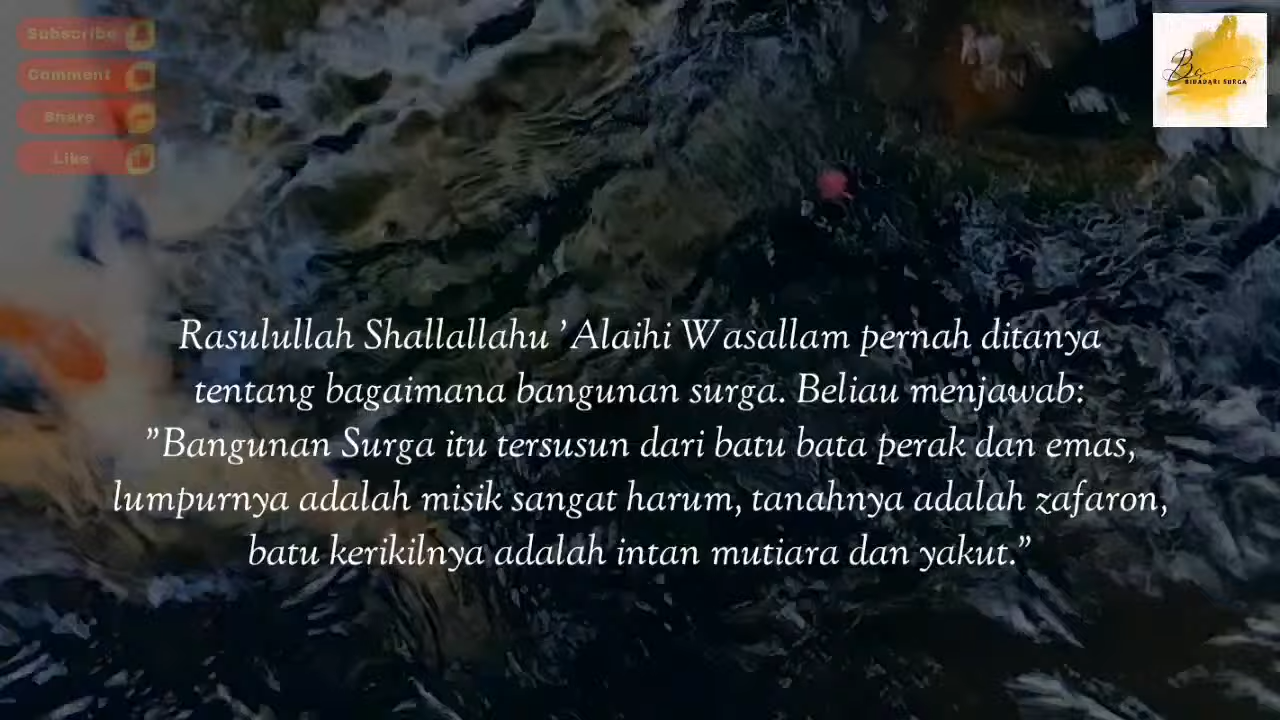 Subscribe
Comment
Share
Like
BIDADARI SURGA
Rasulullah Shallallahu ’Alaihi Wasallam pernah ditanya
tentang bagaimana bangunan surga. Beliau menjawab:
”Bangunan Surga itu tersusun dari batu bata perak dan emas,
lumpurnya adalah misik sangat harum, tanahnya adalah zafaron,
batu kerikilnya adalah intan mutiara dan yakut.”